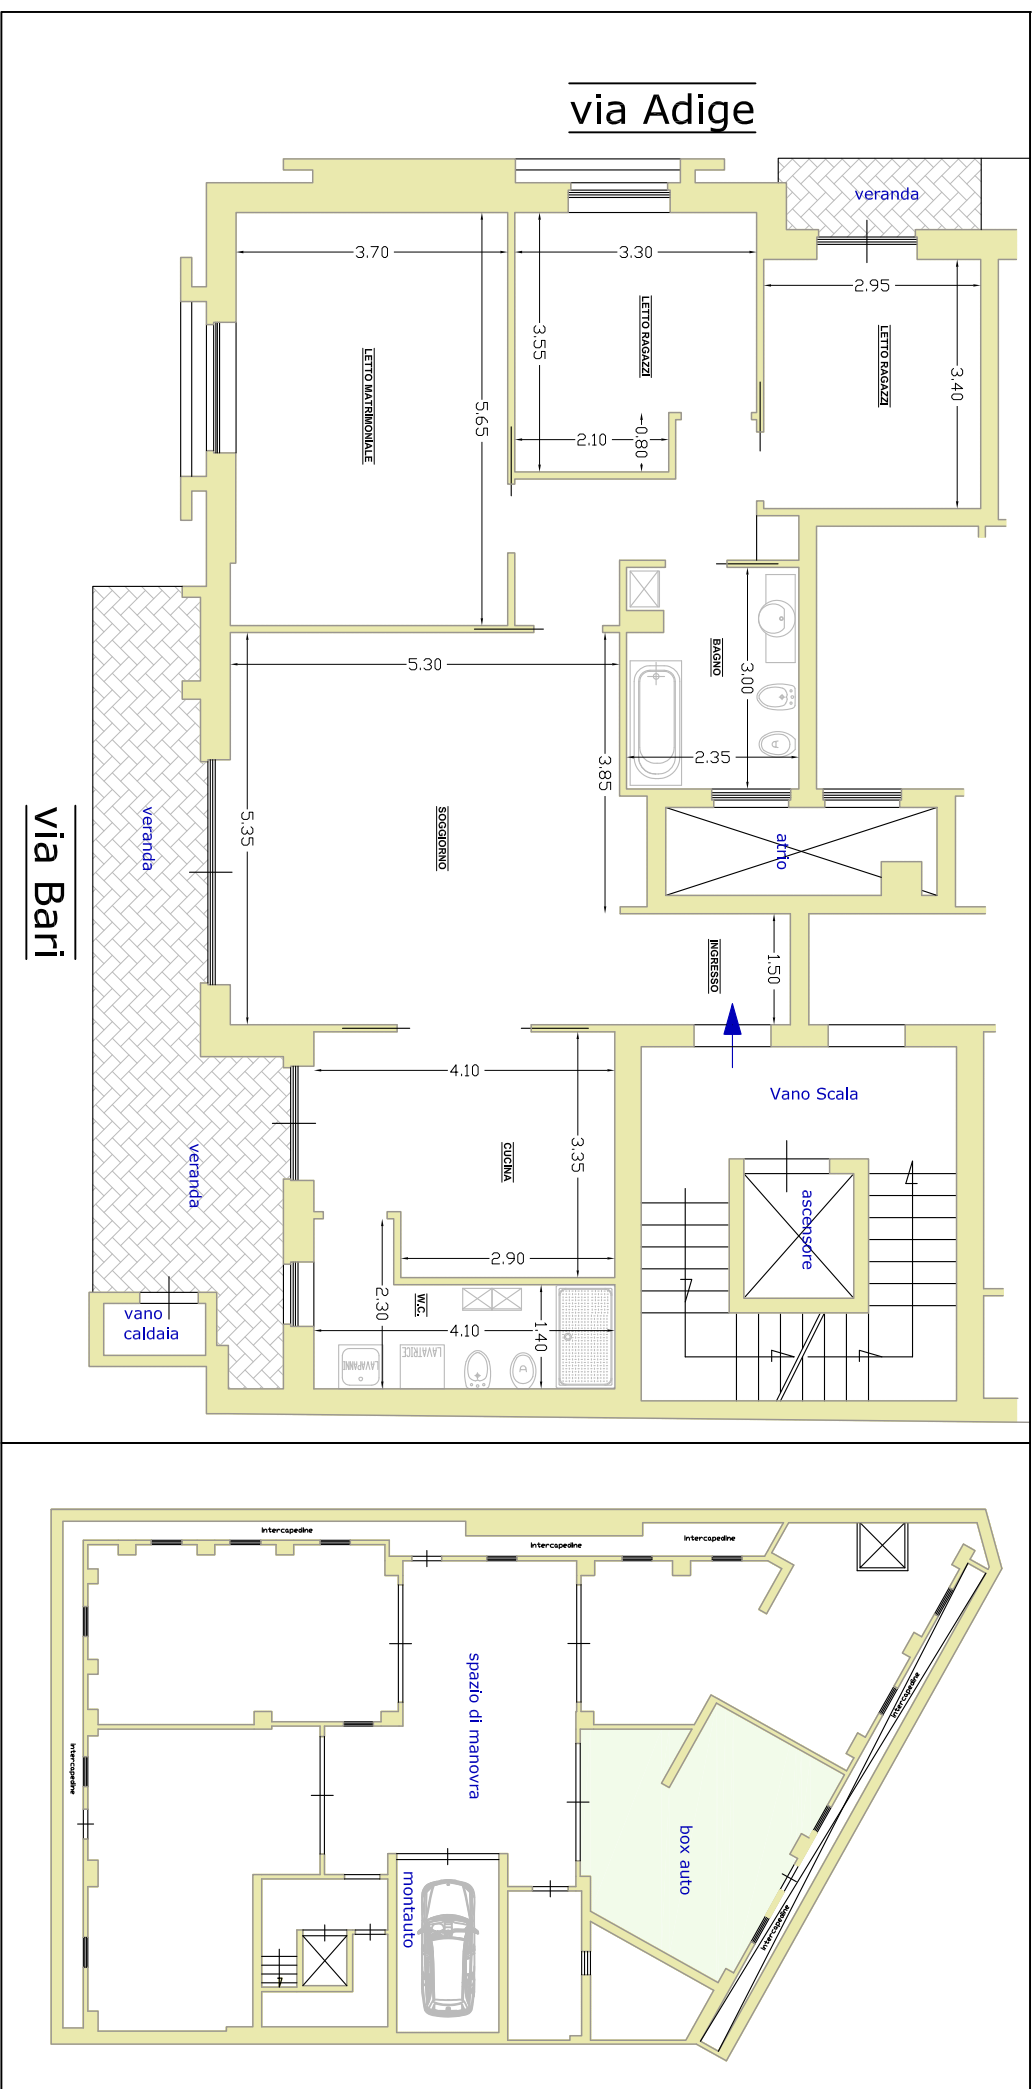 via Adige
veranda
3.70
3.30
2.95
LETTO RAGAZZI
LETTO RAGAZZI
3.55
3.40
LETTO MATRIMONIALE
5.65
2.10
0.80
BAGNO
3.00
5.30
3.85
2.35
via Bari
veranda
5.35
SOGGIORNO
atrio
INGRESSO
1.50
4.10
Vano Scala
CUCINA
3.35
veranda
ascensore
2.90
2.30
W.C.
vano
caldaia
4.10
1.40
LAVAPANNI
LAVATRICE
intercapedine
intercapedine
intercapedine
intercapedine
spazio di manovra
intercapedine
box auto
montauto
intercapedine